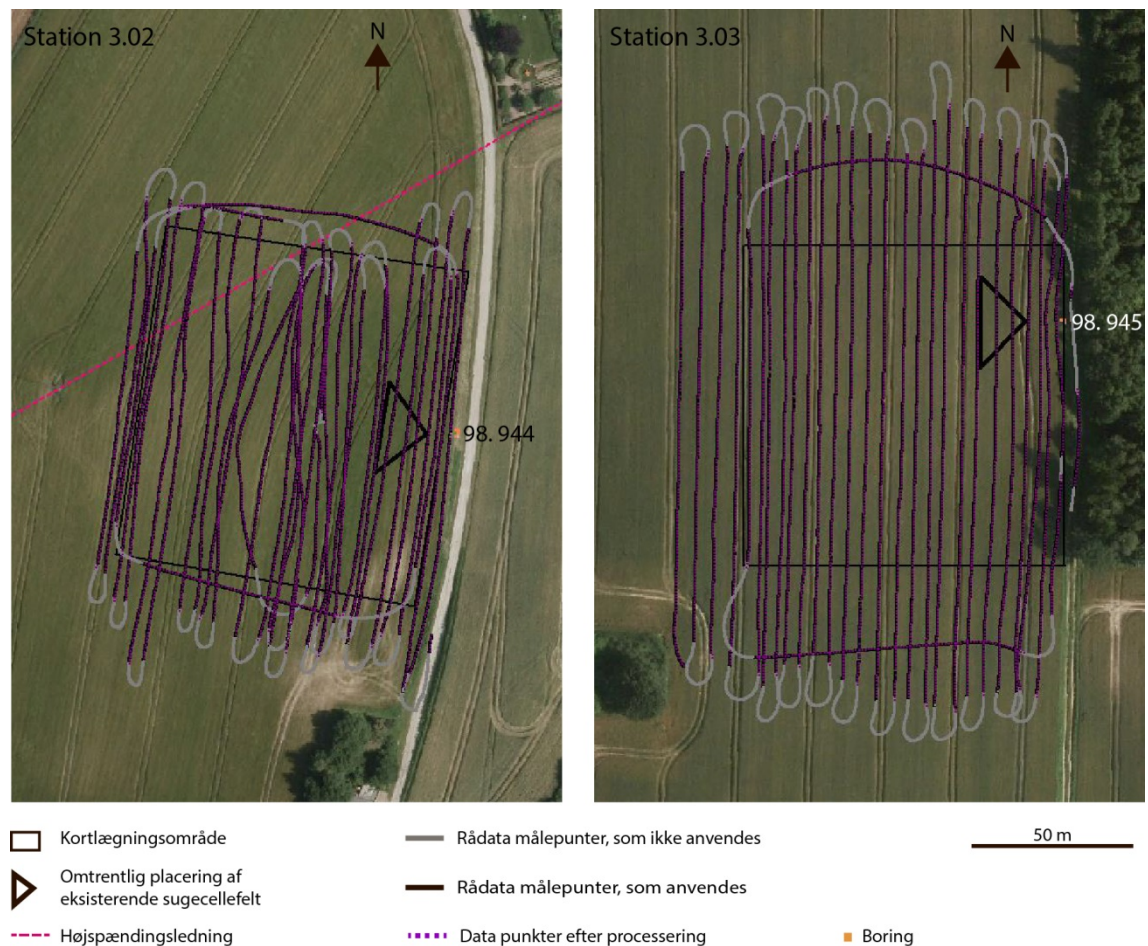 Station 3.02
N
98. 944
Station 3.03
N
98. 945
Kortlægningsområde
Omtrentlig placering af
eksisterende sugecellefelt
Højspændingsledning
Rådata målepunter, som ikke anvendes
Rådata målepunter, som anvendes
Data punkter efter processering
50 m
Boring